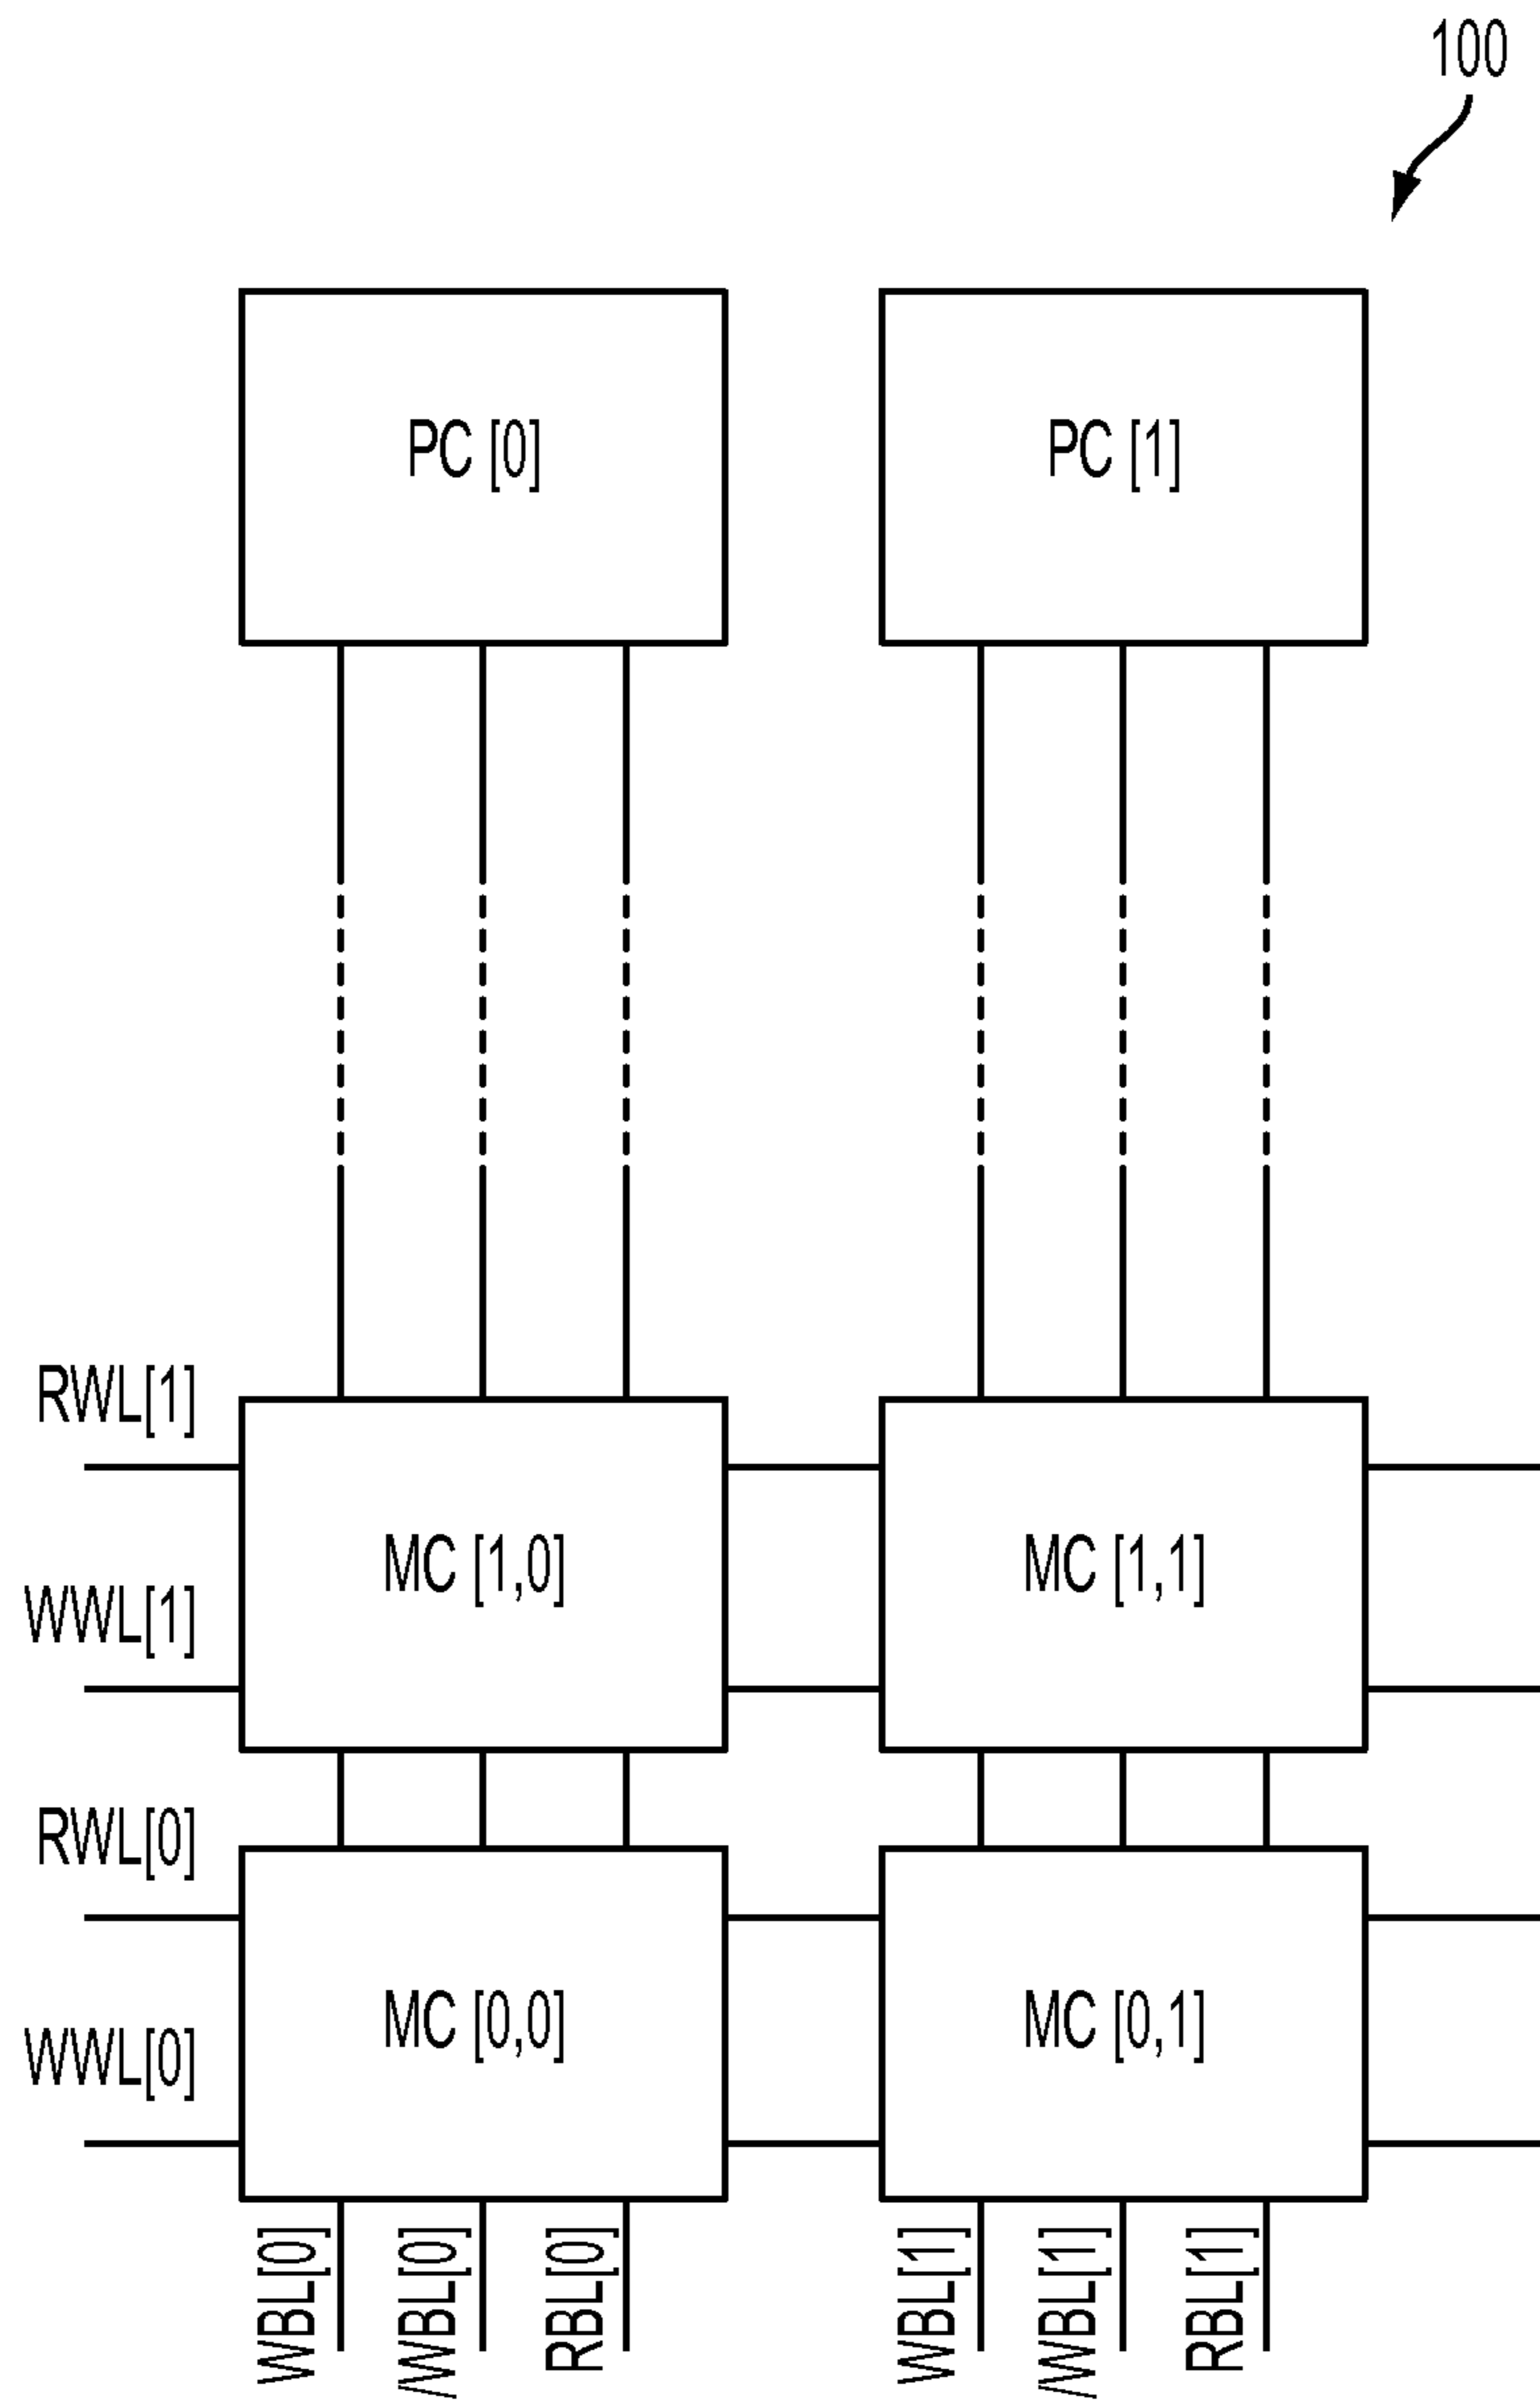 100
PC [0]
PC [1]
RWL[1]
MC [1,0]
MC [1,1]
WWL[1]
RWL[0]
MC [0,0]
MC [0,1]
WWL[0]
WBL[0]
/WBL[0]
RBL[0]
WBL[1]
/WBL[1]
RBL[1]